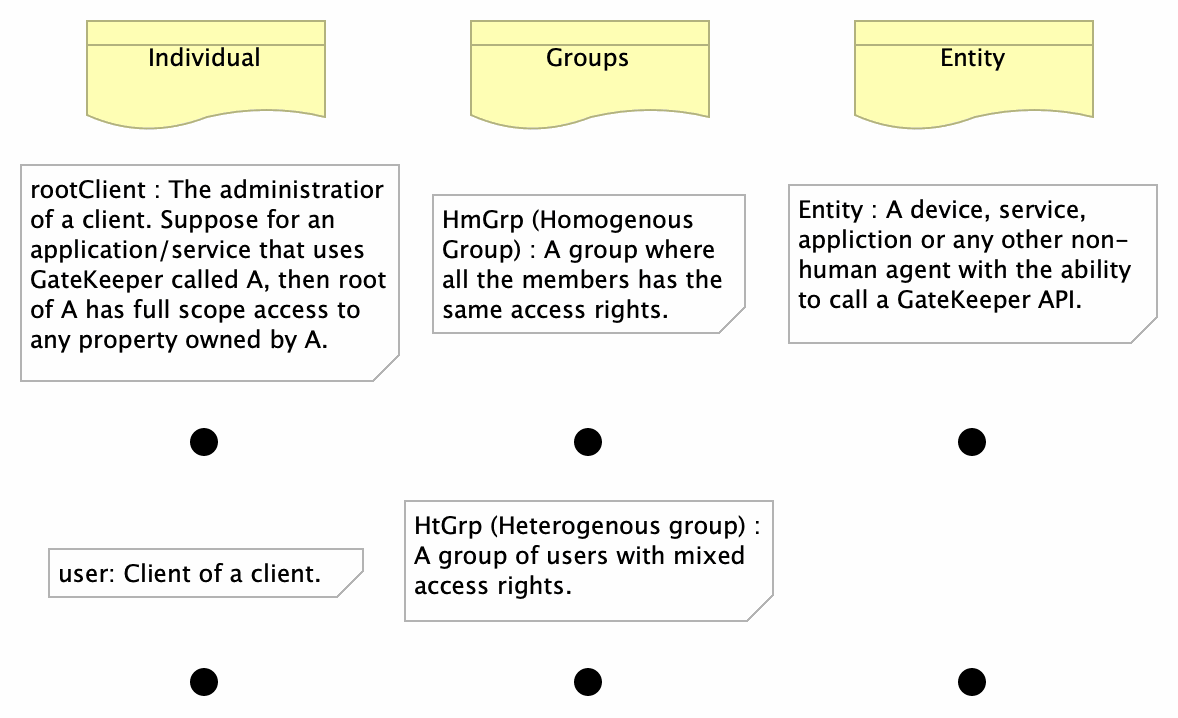 Individual
Groups
Entity
rootClient : The administratior
of a client. Suppose for an
application/service that uses
GateKeeper called A, then root
of A has full scope access to
any property owned by A.
HmGrp (Homogenous
Group) : A group where
all the members has the
same access rights.
Entity : A device, service,
appliction or any other non-
human agent with the ability
to call a GateKeeper API.
user: Client of a client.
HtGrp (Heterogenous group) :
A group of users with mixed
access rights.